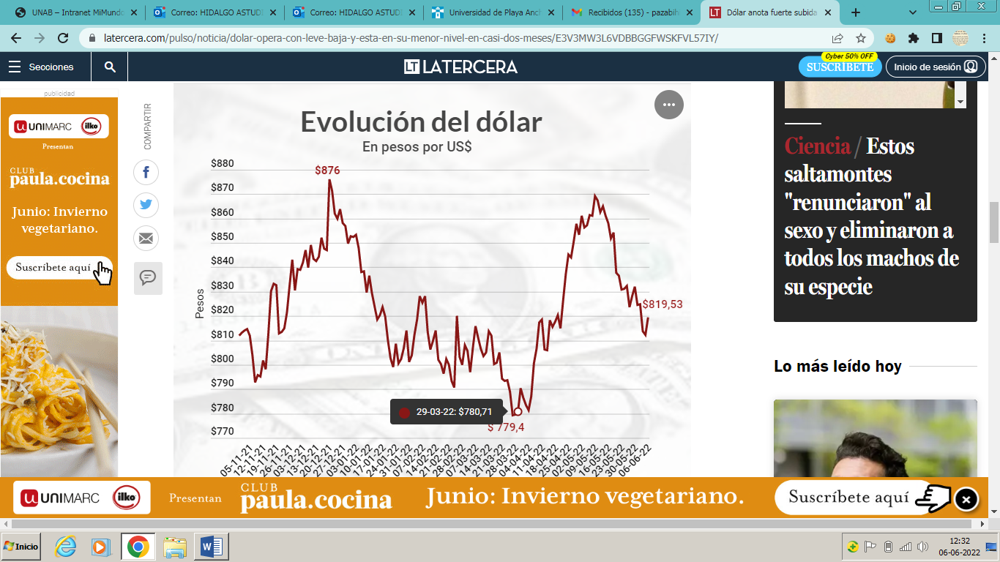 UNAB – Intranet MiMundo
Correo: HIDALGO ASTUD
Correo: HIDALGO ASTUD
Universidad de Playa Anch
Recibidos (135) - pazabih
Dólar anota fuerte subida
latercera.com/pulso/noticia/dolar-opera-con-leve-baja-y-esta-en-su-menor-nivel-en-casi-dos-meses/E3V3MW3L6VDBBGGFWSKFVL57IY/
Secciones
LT LATERCERA
Cyber 50% OFF
SUSCRÍBETE
Inicio de sesión
publicidad
UNIMARC
ilko
Presentan
CLUB
paula.cocina
Junio: Invierno
vegetariano.
Suscríbete aquí
COMPARTIR
Evolución del dólar
En pesos por US$
Pesos
$880
$870
$860
$850
$840
$830
$820
$810
$800
$790
$780
$770
$876
$819,53
29-03-22: $780,71
$ 779,4
05-11-21
12-11-21
19-11-21
26-11-21
03-12-21
13-12-21
20-12-21
27-12-21
03-01-22
10-01-22
17-01-22
24-01-22
31-01-22
07-02-22
14-02-22
21-02-22
28-02-22
07-03-22
14-03-22
21-03-22
28-03-22
04-04-22
11-04-22
18-04-22
25-04-22
02-05-22
09-05-22
16-05-22
23-05-22
30-05-22
06-06-22
Ciencia / Estos
saltamontes
"renunciaron" al
sexo y eliminaron a
todos los machos de
su especie
Lo más leído hoy
UNIMARC
ilko
Presentan
CLUB
paula.cocina
Junio: Invierno vegetariano.
Suscríbete aquí
Inicio
12:32
06-06-2022